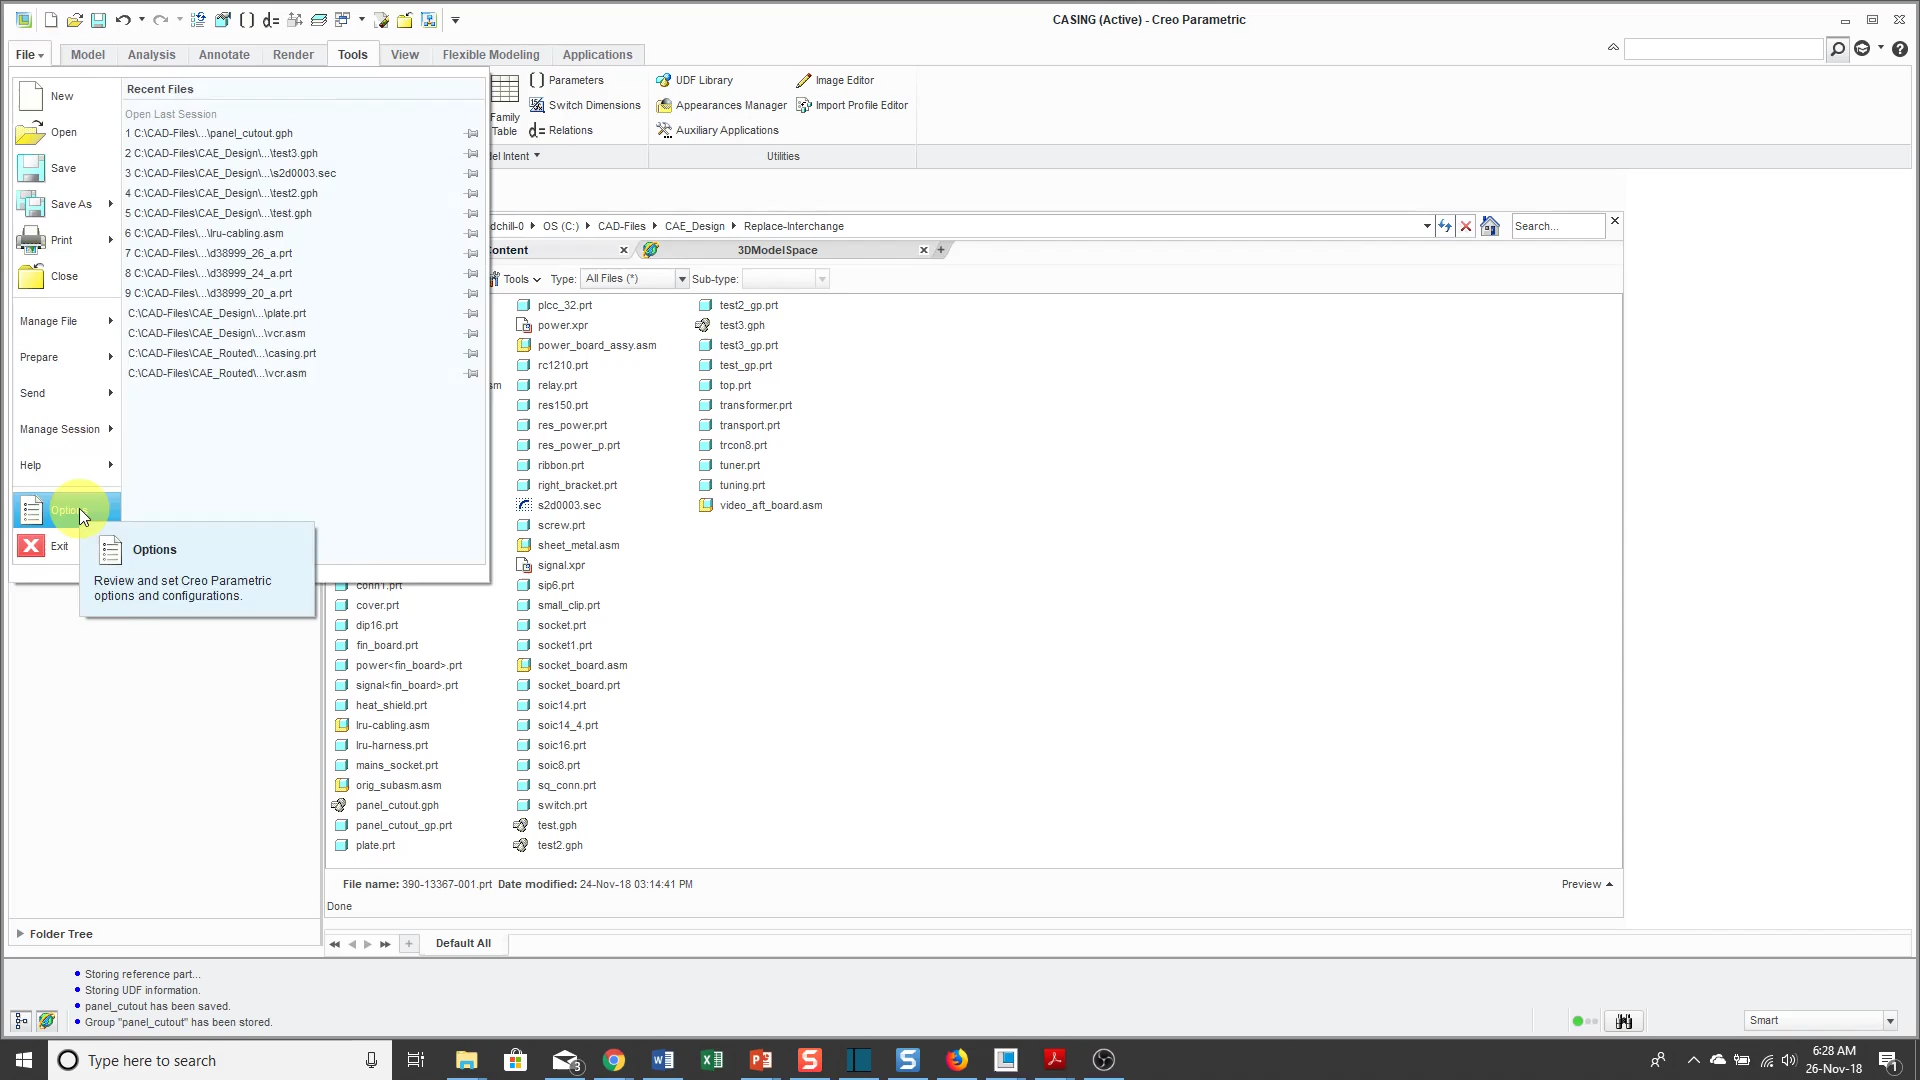 CASING (Active) - Creo Parametric
File
Model
Analysis
Annotate
Render
Tools
View
Flexible Modeling
Applications
New
Open
Save
Save As
Print
Close
Manage File
Prepare
Send
Manage Session
Help
Options
Exit
Recent Files
Open Last Session
1 C:\CAD-Files\...\panel_cutout.gph
2 C:\CAD-Files\CAE_Design\...\test3.gph
3 C:\CAD-Files\CAE_Design\...\s2d0003.sec
4 C:\CAD-Files\CAE_Design\...\test2.gph
5 C:\CAD-Files\CAE_Design\...\test.gph
6 C:\CAD-Files\...\lru-cabling.asm
7 C:\CAD-Files\...\d38999_26_a.prt
8 C:\CAD-Files\...\d38999_24_a.prt
9 C:\CAD-Files\...\d38999_20_a.prt
C:\CAD-Files\CAE_Design\...\plate.prt
C:\CAD-Files\CAE_Design\...\vcr.asm
C:\CAD-Files\CAE_Routed\...\casing.prt
C:\CAD-Files\CAE_Routed\...\vcr.asm
Options
Review and set Creo Parametric
options and configurations.
Family
Table
Parameters
Switch Dimensions
d= Relations
del Intent
UDF Library
Appearances Manager
Auxiliary Applications
Image Editor
Import Profile Editor
Utilities
dchill-0 OS (C:) CAD-Files CAE_Design Replace-Interchange
Search...
ontent
3DModelSpace
Tools Type: All Files (*) Sub-type:
sm
conn1.prt
cover.prt
dip16.prt
fin_board.prt
power<fin_board>.prt
signal<fin_board>.prt
heat_shield.prt
lru-cabling.asm
lru-harness.prt
mains_socket.prt
orig_subasm.asm
panel_cutout.gph
panel_cutout_gp.prt
plate.prt
plcc_32.prt
power.xpr
power_board_assy.asm
rc1210.prt
relay.prt
res150.prt
res_power.prt
res_power_p.prt
ribbon.prt
right_bracket.prt
s2d0003.sec
screw.prt
sheet_metal.asm
signal.xpr
sip6.prt
small_clip.prt
socket.prt
socket1.prt
socket_board.asm
socket_board.prt
soic14.prt
soic14_4.prt
soic16.prt
soic8.prt
sq_conn.prt
switch.prt
test.gph
test2.gph
test2_gp.prt
test3.gph
test3_gp.prt
test_gp.prt
top.prt
transformer.prt
transport.prt
trcon8.prt
tuner.prt
tuning.prt
video_aft_board.asm
File name: 390-13367-001.prt Date modified: 24-Nov-18 03:14:41 PM
Preview
Done
Folder Tree
Default All
Storing reference part...
Storing UDF information.
panel_cutout has been saved.
Group "panel_cutout" has been stored.
Smart
Type here to search
3
6:28 AM
26-Nov-18
1